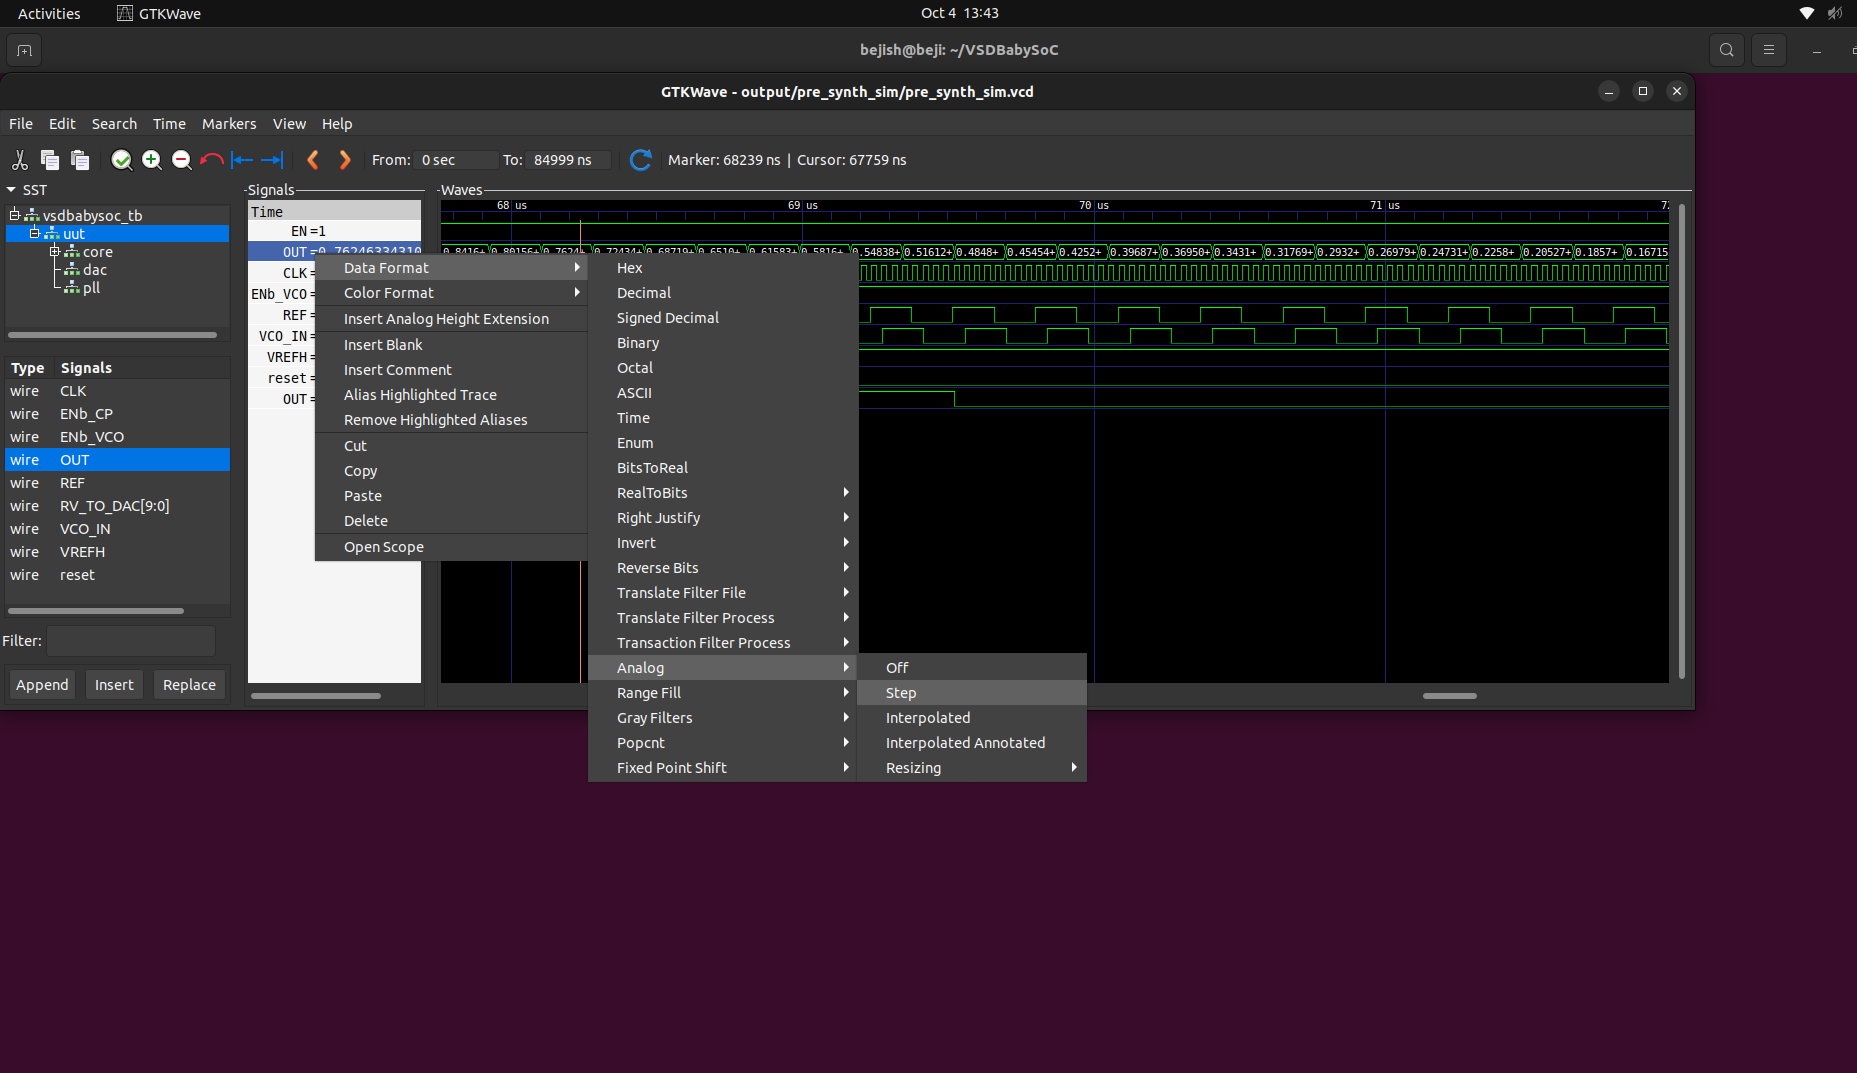 Activities GTKWave Oct 4 13:43
bejish@beji: ~/VSDBabySoC
GTKWave - output/pre_synth_sim/pre_synth_sim.vcd
File Edit Search Time Markers View Help
From: 0 sec To: 84999 ns Marker: 68239 ns | Cursor: 67759 ns
SST
vsdbabysoc_tb
uut
core
dac
pll
Type Signals
wire CLK
wire ENb_CP
wire ENb_VCO
wire OUT
wire REF
wire RV_TO_DAC[9:0]
wire VCO_IN
wire VREFH
wire reset
Filter:
Append Insert Replace
Signals
Time
EN =1
OUT =0.76246334310
CLK =
ENb_VCO =
REF =
VCO_IN =
VREFH =
reset =
OUT =
Waves
68 us 69 us 70 us 71 us 72
0.8416+ 0.80156+ 0.7624+ 0.72434+ 0.68719+ 0.6510+ 0.61583+ 0.5816+ 0.54838+ 0.51612+ 0.4848+ 0.45454+ 0.4252+ 0.39687+ 0.36950+ 0.3431+ 0.31769+ 0.2932+ 0.26979+ 0.24731+ 0.2258+ 0.20527+ 0.1857+ 0.16715
Data Format
Color Format
Insert Analog Height Extension
Insert Blank
Insert Comment
Alias Highlighted Trace
Remove Highlighted Aliases
Cut
Copy
Paste
Delete
Open Scope
Hex
Decimal
Signed Decimal
Binary
Octal
ASCII
Time
Enum
BitsToReal
RealToBits
Right Justify
Invert
Reverse Bits
Translate Filter File
Translate Filter Process
Transaction Filter Process
Analog
Range Fill
Gray Filters
Popcnt
Fixed Point Shift
Off
Step
Interpolated
Interpolated Annotated
Resizing